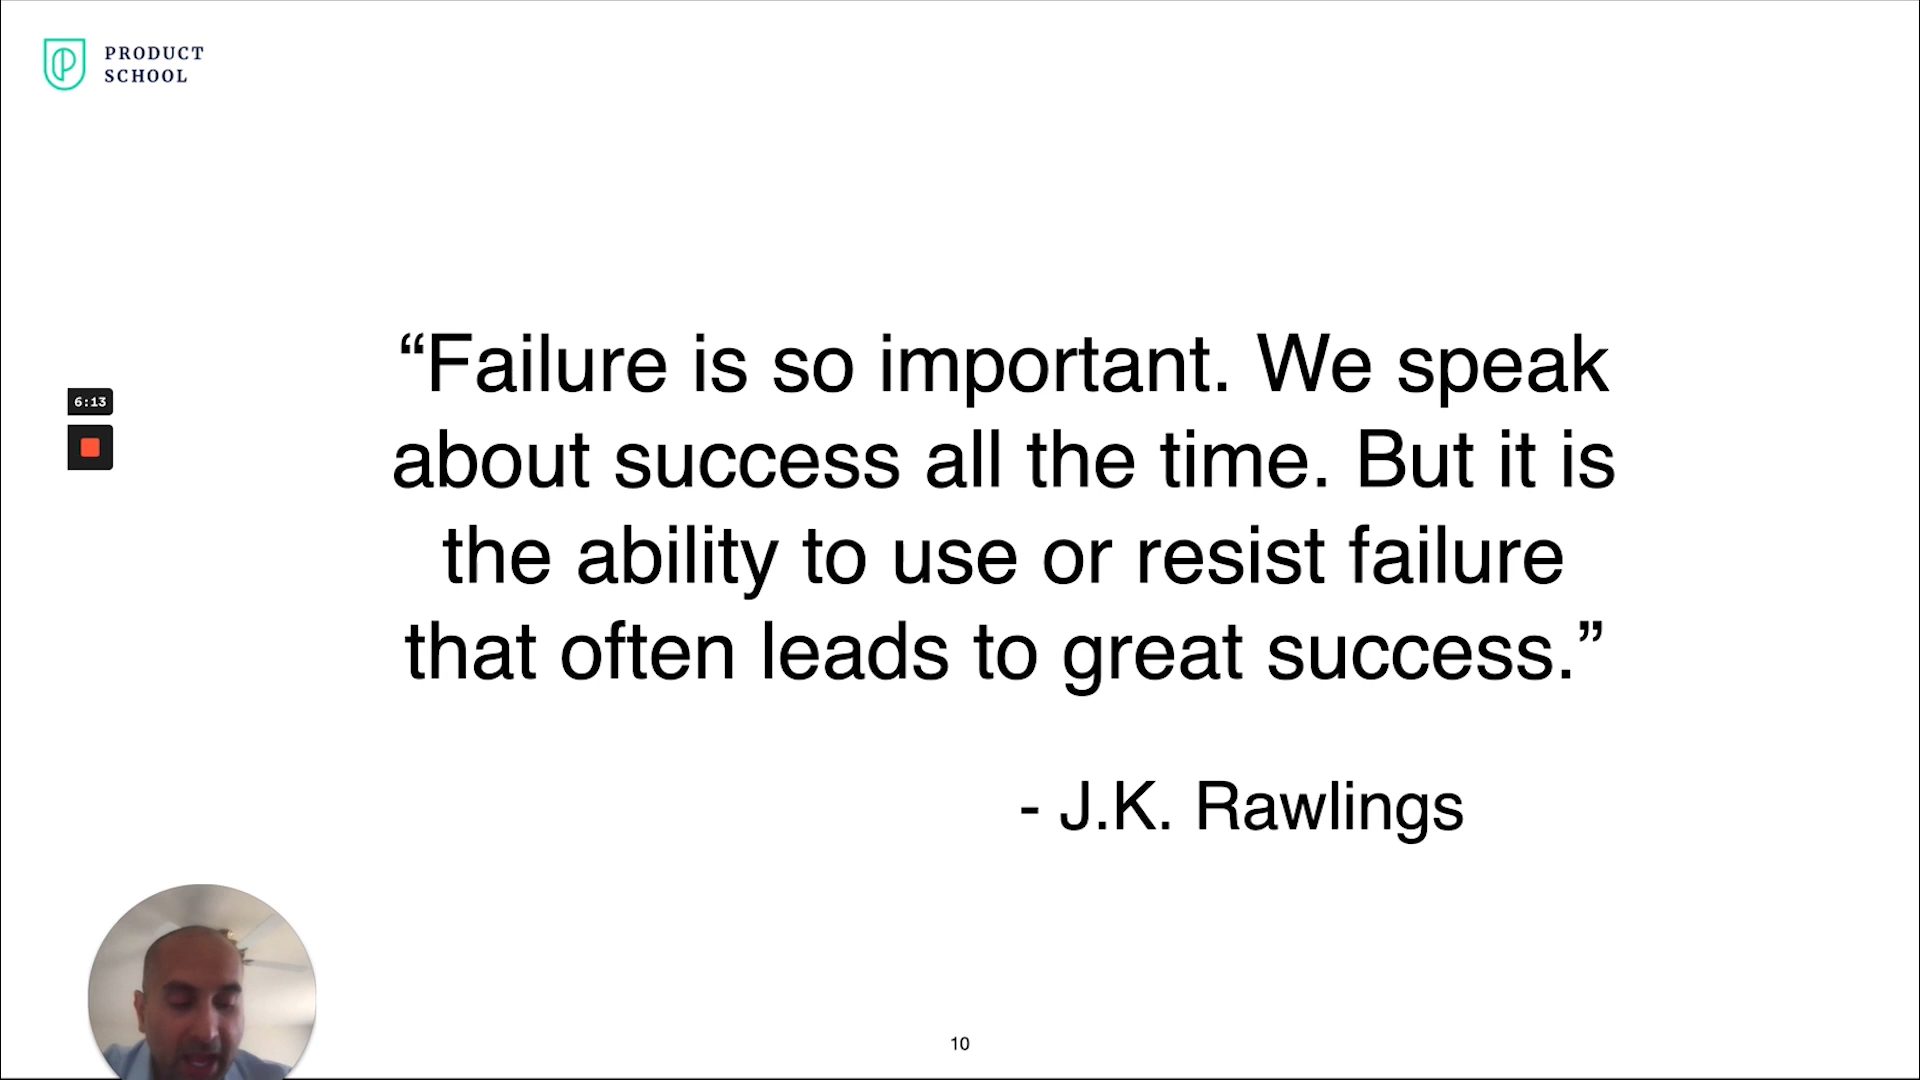 PRODUCT
SCHOOL
6:13
“Failure is so important. We speak
about success all the time. But it is
the ability to use or resist failure
that often leads to great success.”
- J.K. Rawlings
10